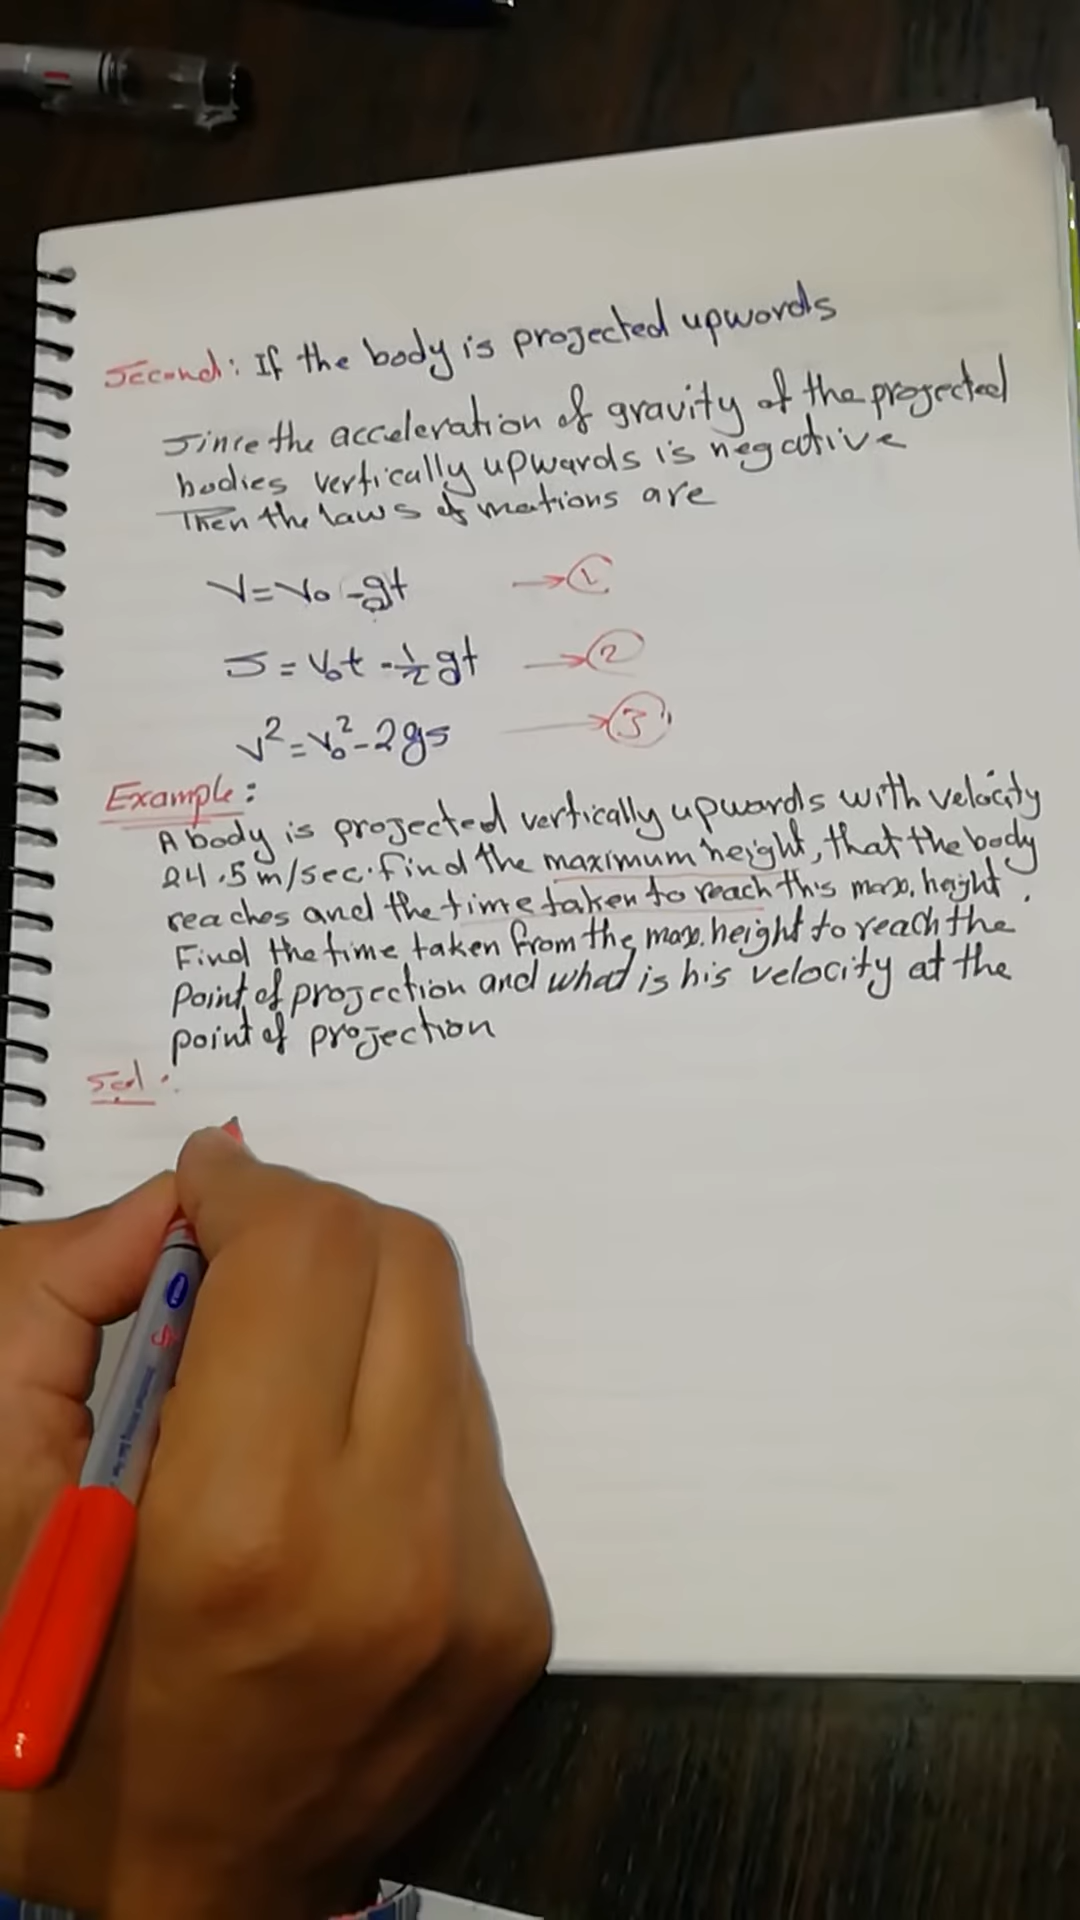 Second: If the body is projected upwords
Since the acceleration of gravity of the projected
bodies vertically upwards is negative
Then the laws of motions are
V=V₀-gt →①
S=V₀t-½gt →②
V²=V₀²-2gs →③
Example:
A body is projected vertically upwards with velocity
24.5m/sec. find the maximum height, that the body
reaches and the time taken to reach this max. height.
Find the time taken from the max. height to reach the
point of projection and what is his velocity at the
point of projection
Sol: